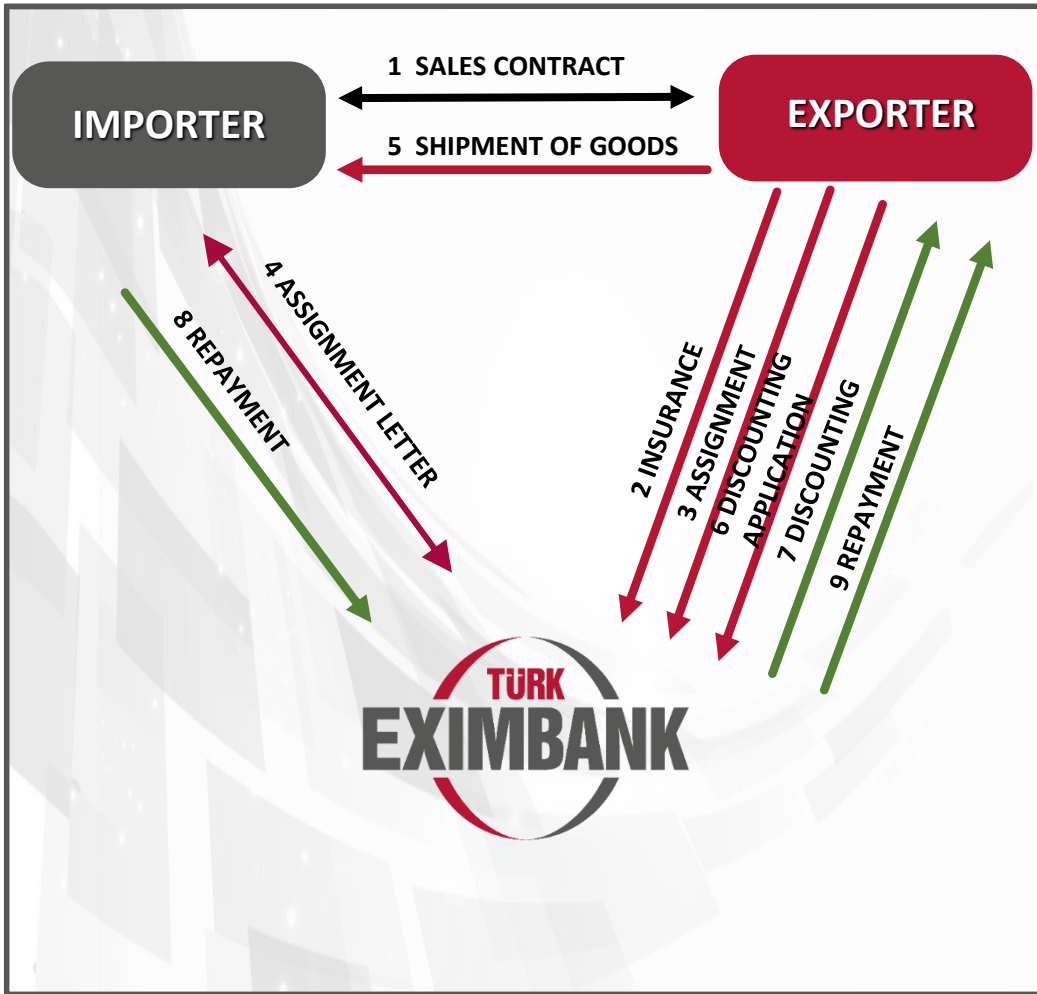 1 SALES CONTRACT
IMPORTER
EXPORTER
5 SHIPMENT OF GOODS
4 ASSIGNMENT LETTER
8 REPAYMENT
2 INSURANCE
3 ASSIGNMENT
6 DISCOUNTING
APPLICATION
7 DISCOUNTING
9 REPAYMENT
TÜRK
EXIMBANK